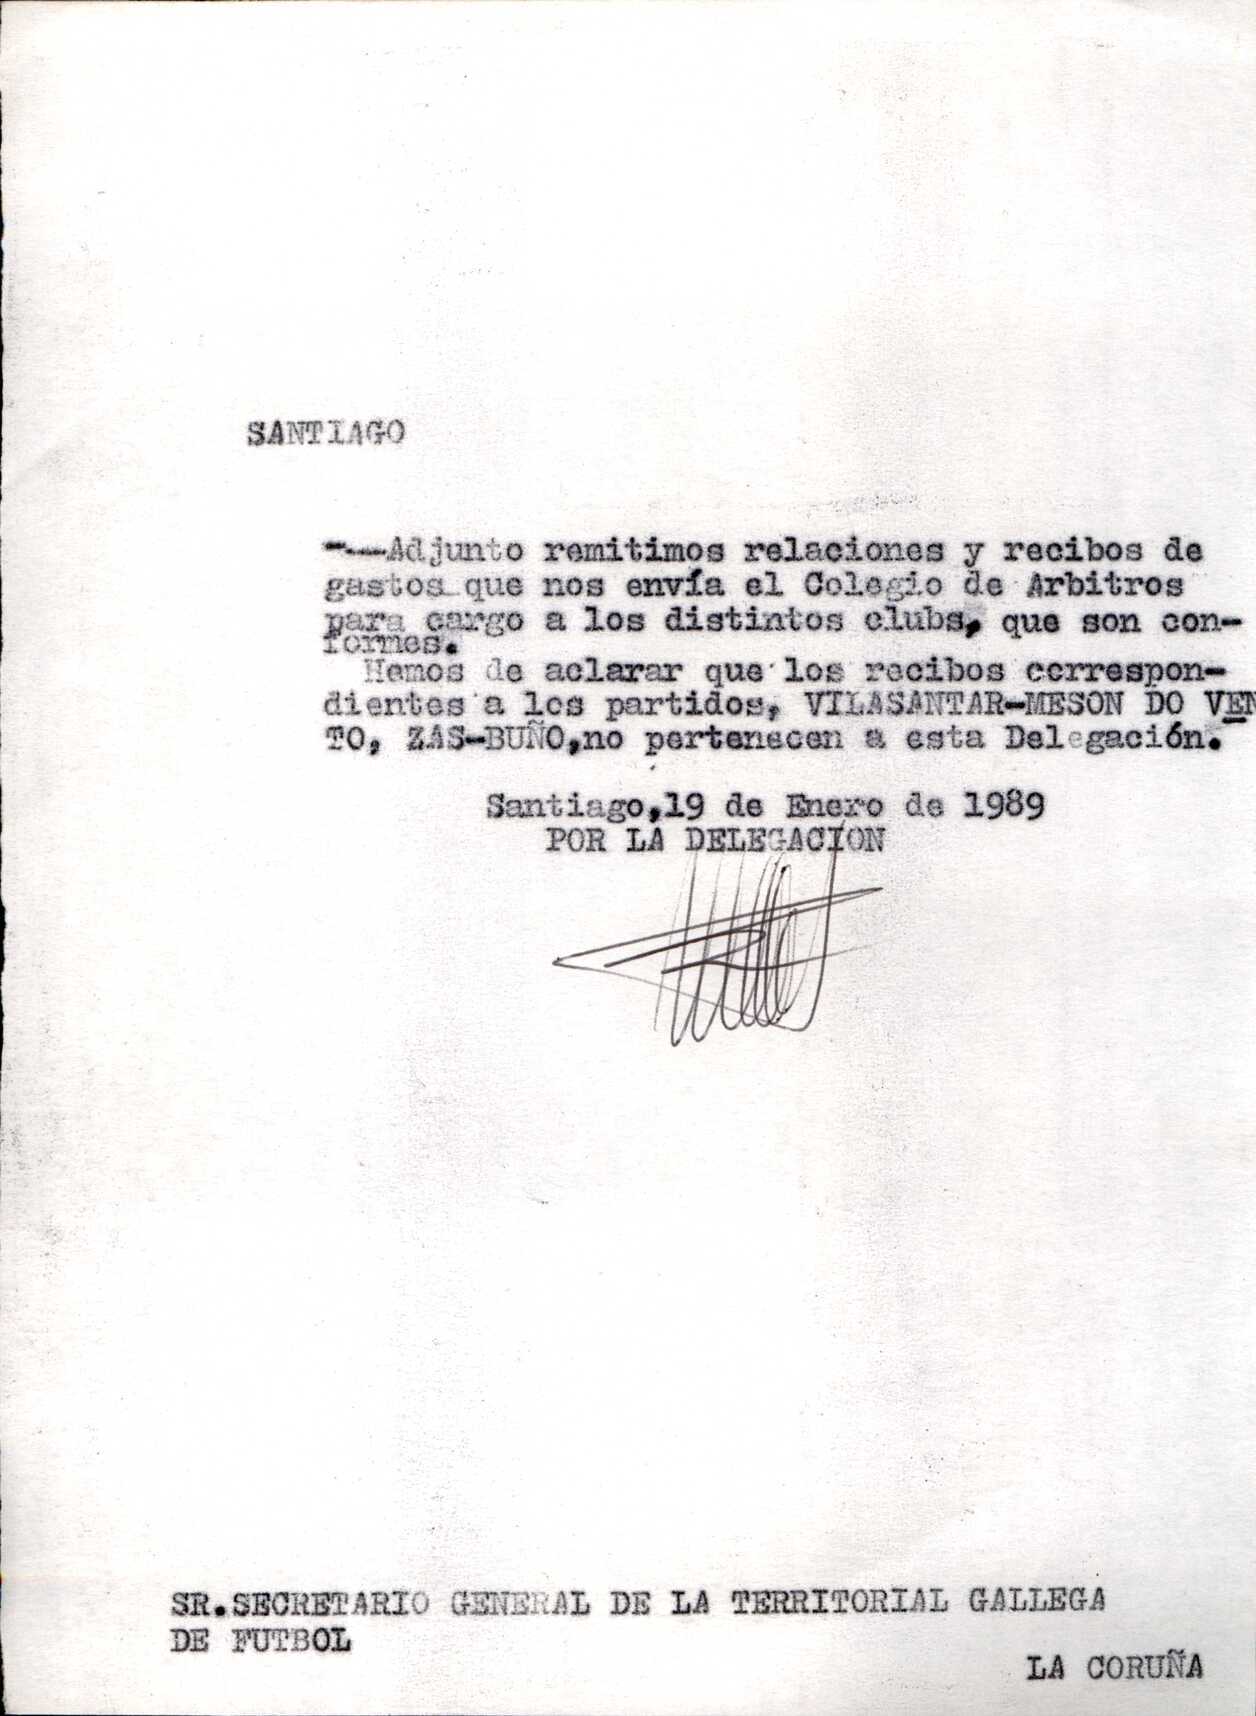 SANTIAGO
----Adjunto remitimos relaciones y recibos de
gastos que nos envía el Colegio de Arbitros
para cargo a los distintos clubs, que son con-
formes.
Hemos de aclarar que los recibos correspon-
dientes a los partidos, VILASANTAR-MESON DO VEN
TO, ZAS-BUÑO,no pertenecen a esta Delegación.
Santiago,19 de Enero de 1989
POR LA DELEGACION
SR.SECRETARIO GENERAL DE LA TERRITORIAL GALLEGA
DE FUTBOL
LA CORUÑA